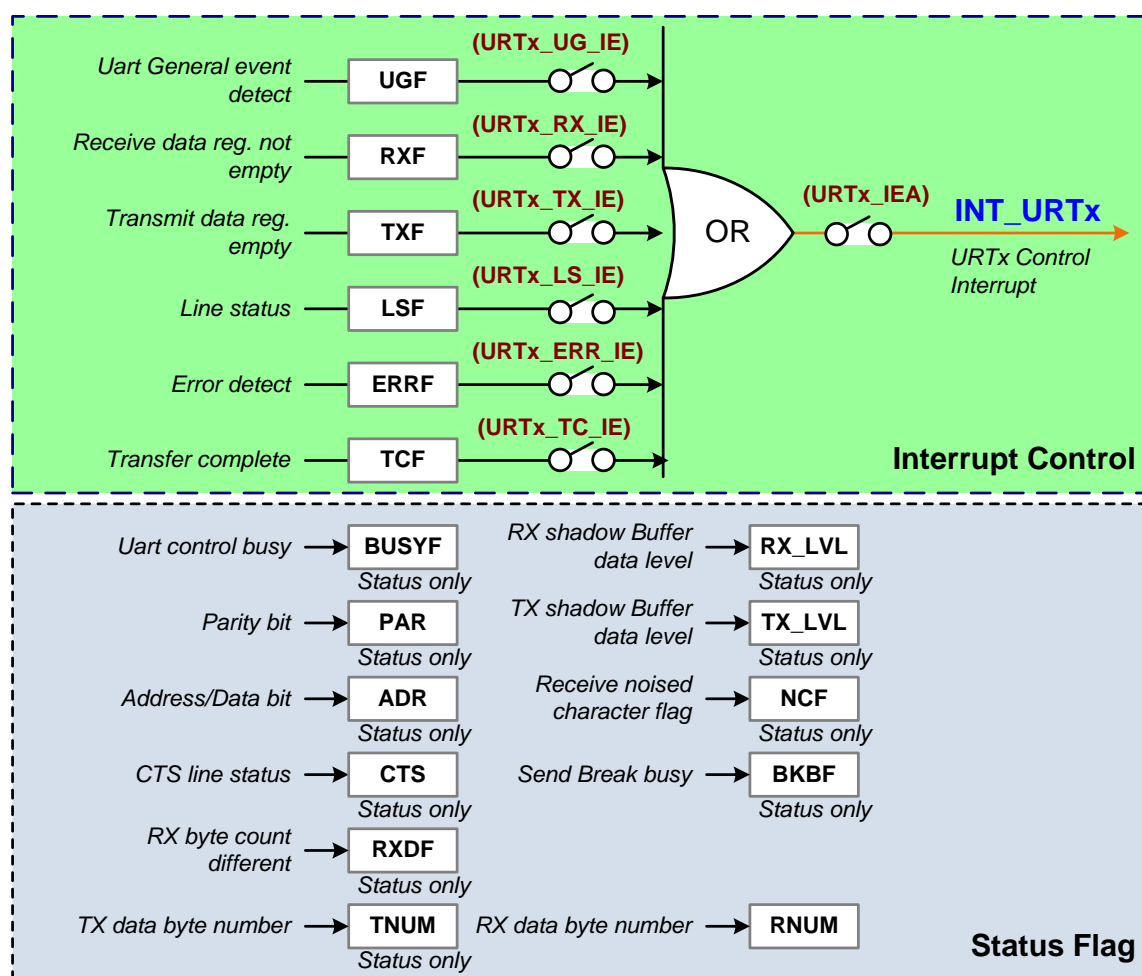 (URTx_UG_IE)
Uart General event
detect
UGF
(URTx_RX_IE)
Receive data reg. not
empty
RXF
(URTx_TX_IE)
Transmit data reg.
empty
TXF
(URTx_LS_IE)
Line status
LSF
(URTx_ERR_IE)
Error detect
ERRF
(URTx_TC_IE)
Transfer complete
TCF
OR
(URTx_IEA)
INT_URTx
URTx Control
Interrupt
Interrupt Control
Uart control busy
BUSYF
Status only
RX shadow Buffer
data level
RX_LVL
Status only
Parity bit
PAR
Status only
TX shadow Buffer
data level
TX_LVL
Status only
Address/Data bit
ADR
Status only
Receive noised
character flag
NCF
Status only
CTS line status
CTS
Status only
Send Break busy
BKBF
Status only
RX byte count
different
RXDF
Status only
TX data byte number
TNUM
Status only
RX data byte number
RNUM
Status Flag